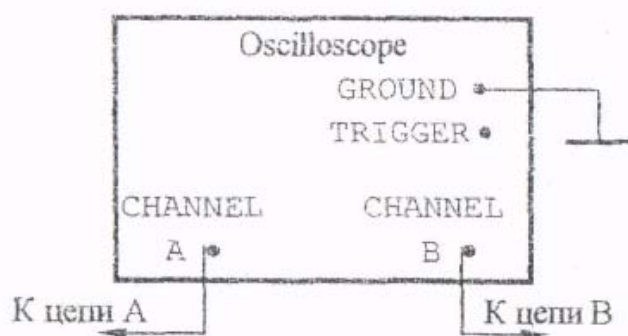 Oscilloscope
GROUND
TRIGGER
CHANNEL CHANNEL
A B
К цепи А К цепи В